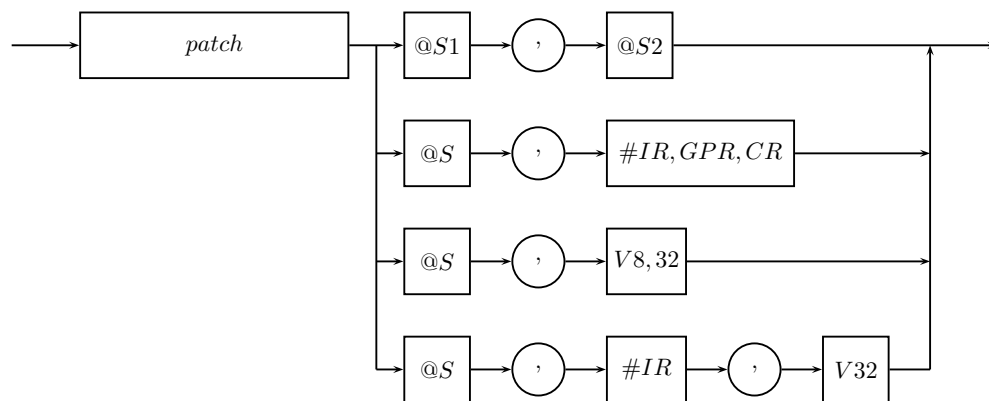 patch @S1 , @S2
@S , #IR, GPR, CR
@S , V8, 32
@S , #IR , V32